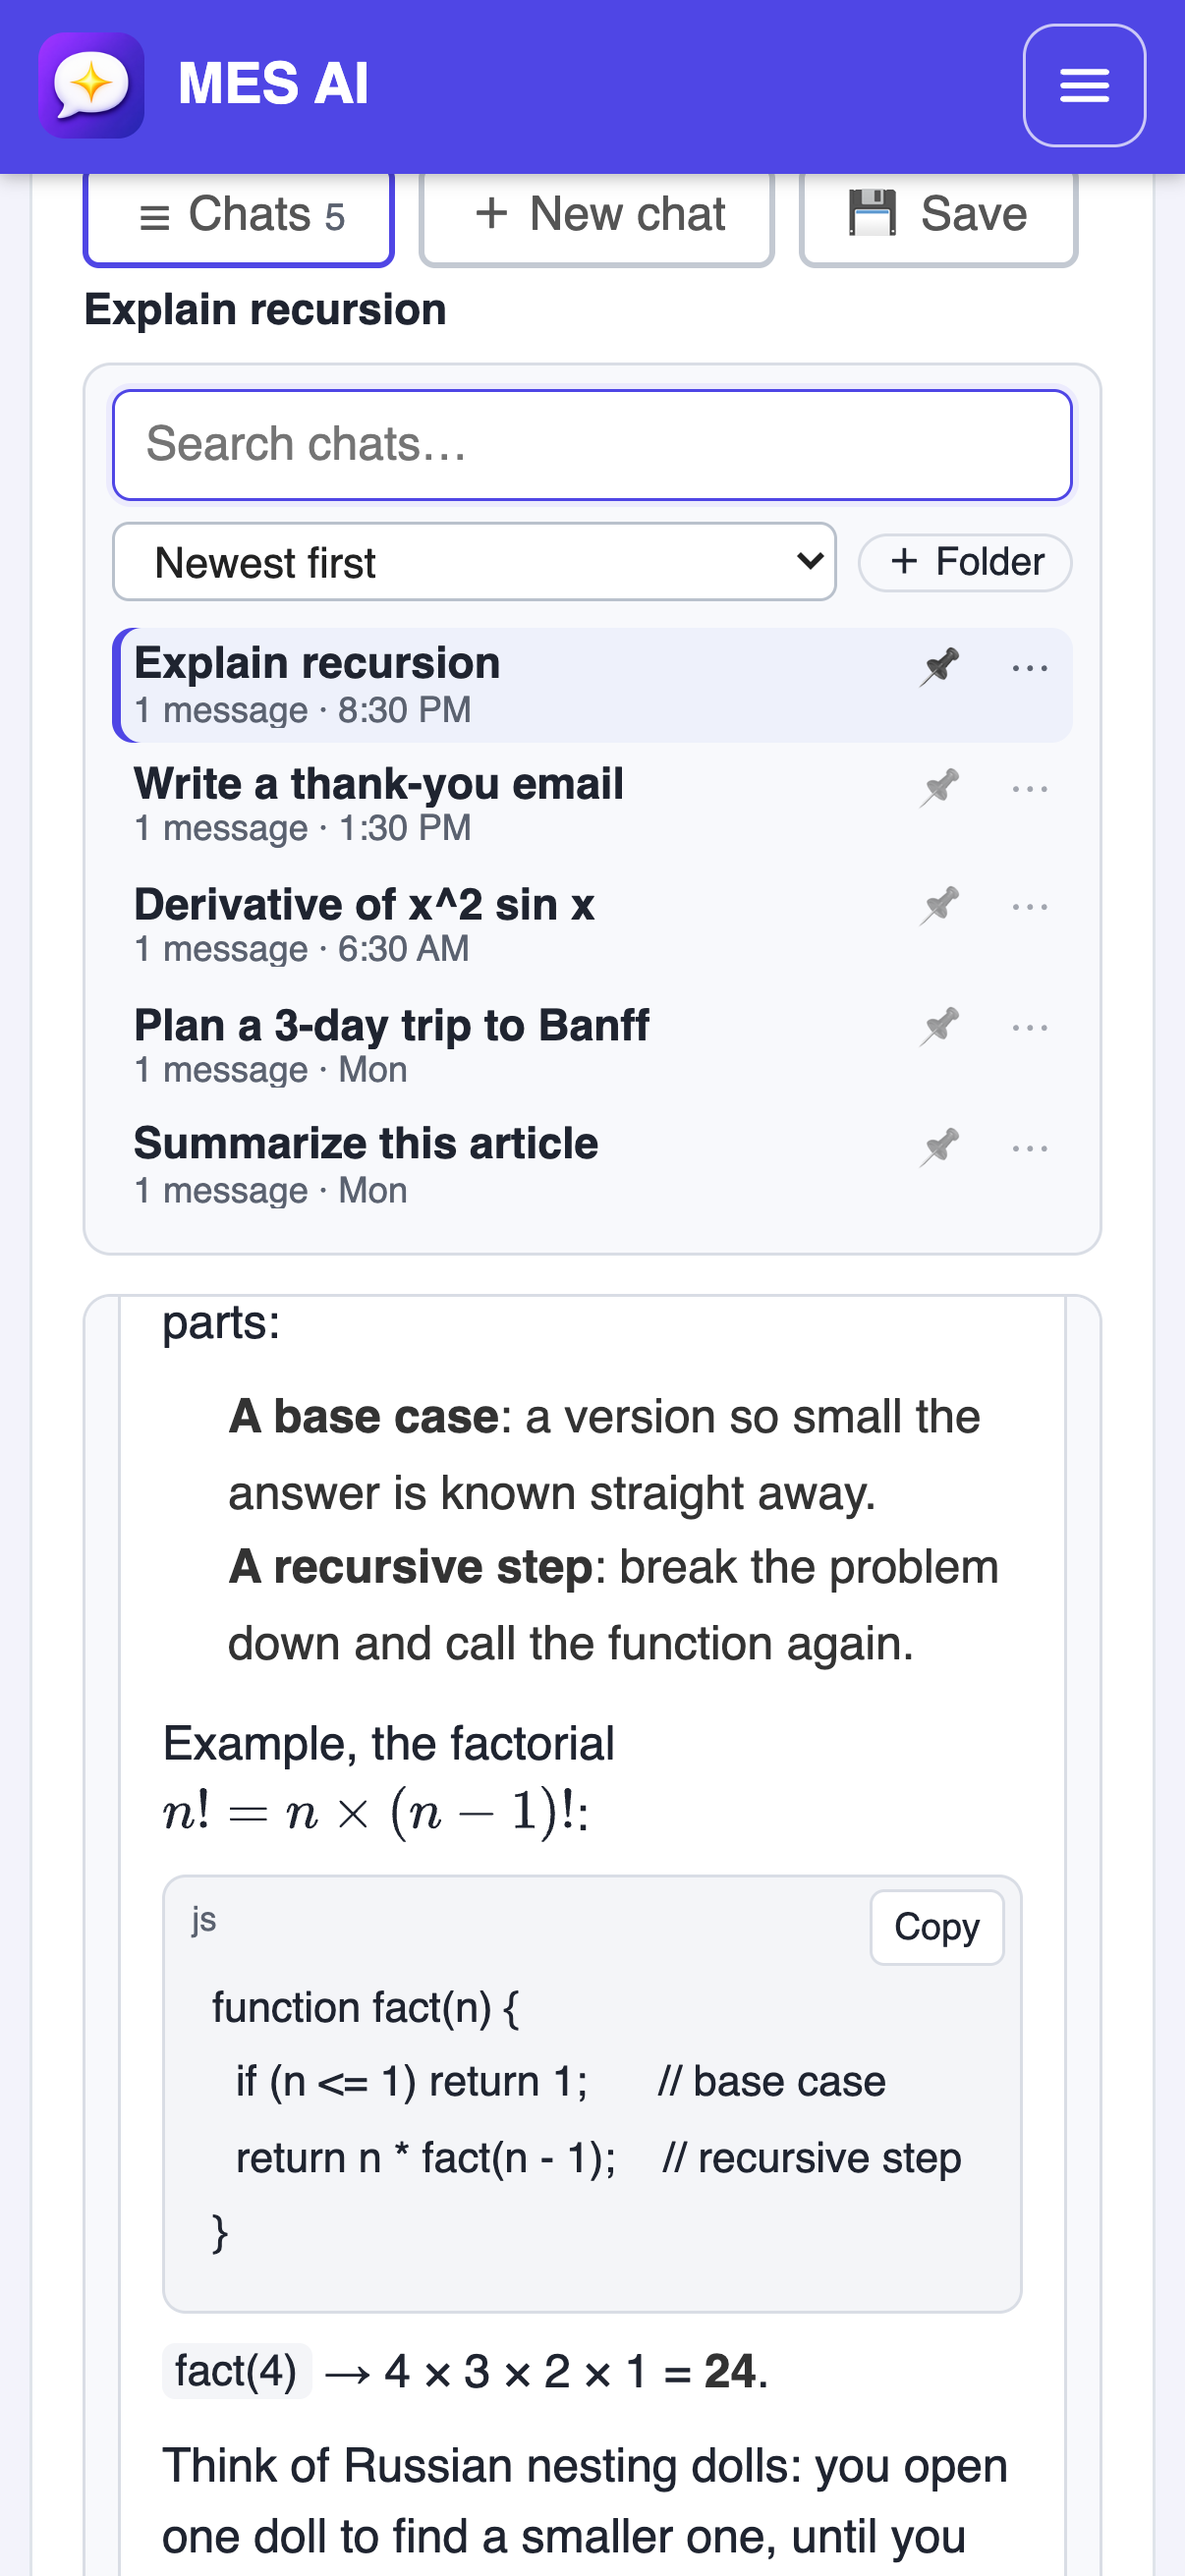 MES AI
≡ Chats 5
+ New chat
💾 Save
Explain recursion
Search chats…
Newest first
+ Folder
Explain recursion
1 message · 8:30 PM
Write a thank-you email
1 message · 1:30 PM
Derivative of x^2 sin x
1 message · 6:30 AM
Plan a 3-day trip to Banff
1 message · Mon
Summarize this article
1 message · Mon
parts:
A base case: a version so small the
answer is known straight away.
A recursive step: break the problem
down and call the function again.
Example, the factorial
n! = n × (n − 1)!:
js
Copy
function fact(n) {
  if (n <= 1) return 1;      // base case
  return n * fact(n - 1);    // recursive step
}
fact(4) → 4 × 3 × 2 × 1 = 24.
Think of Russian nesting dolls: you open
one doll to find a smaller one, until you